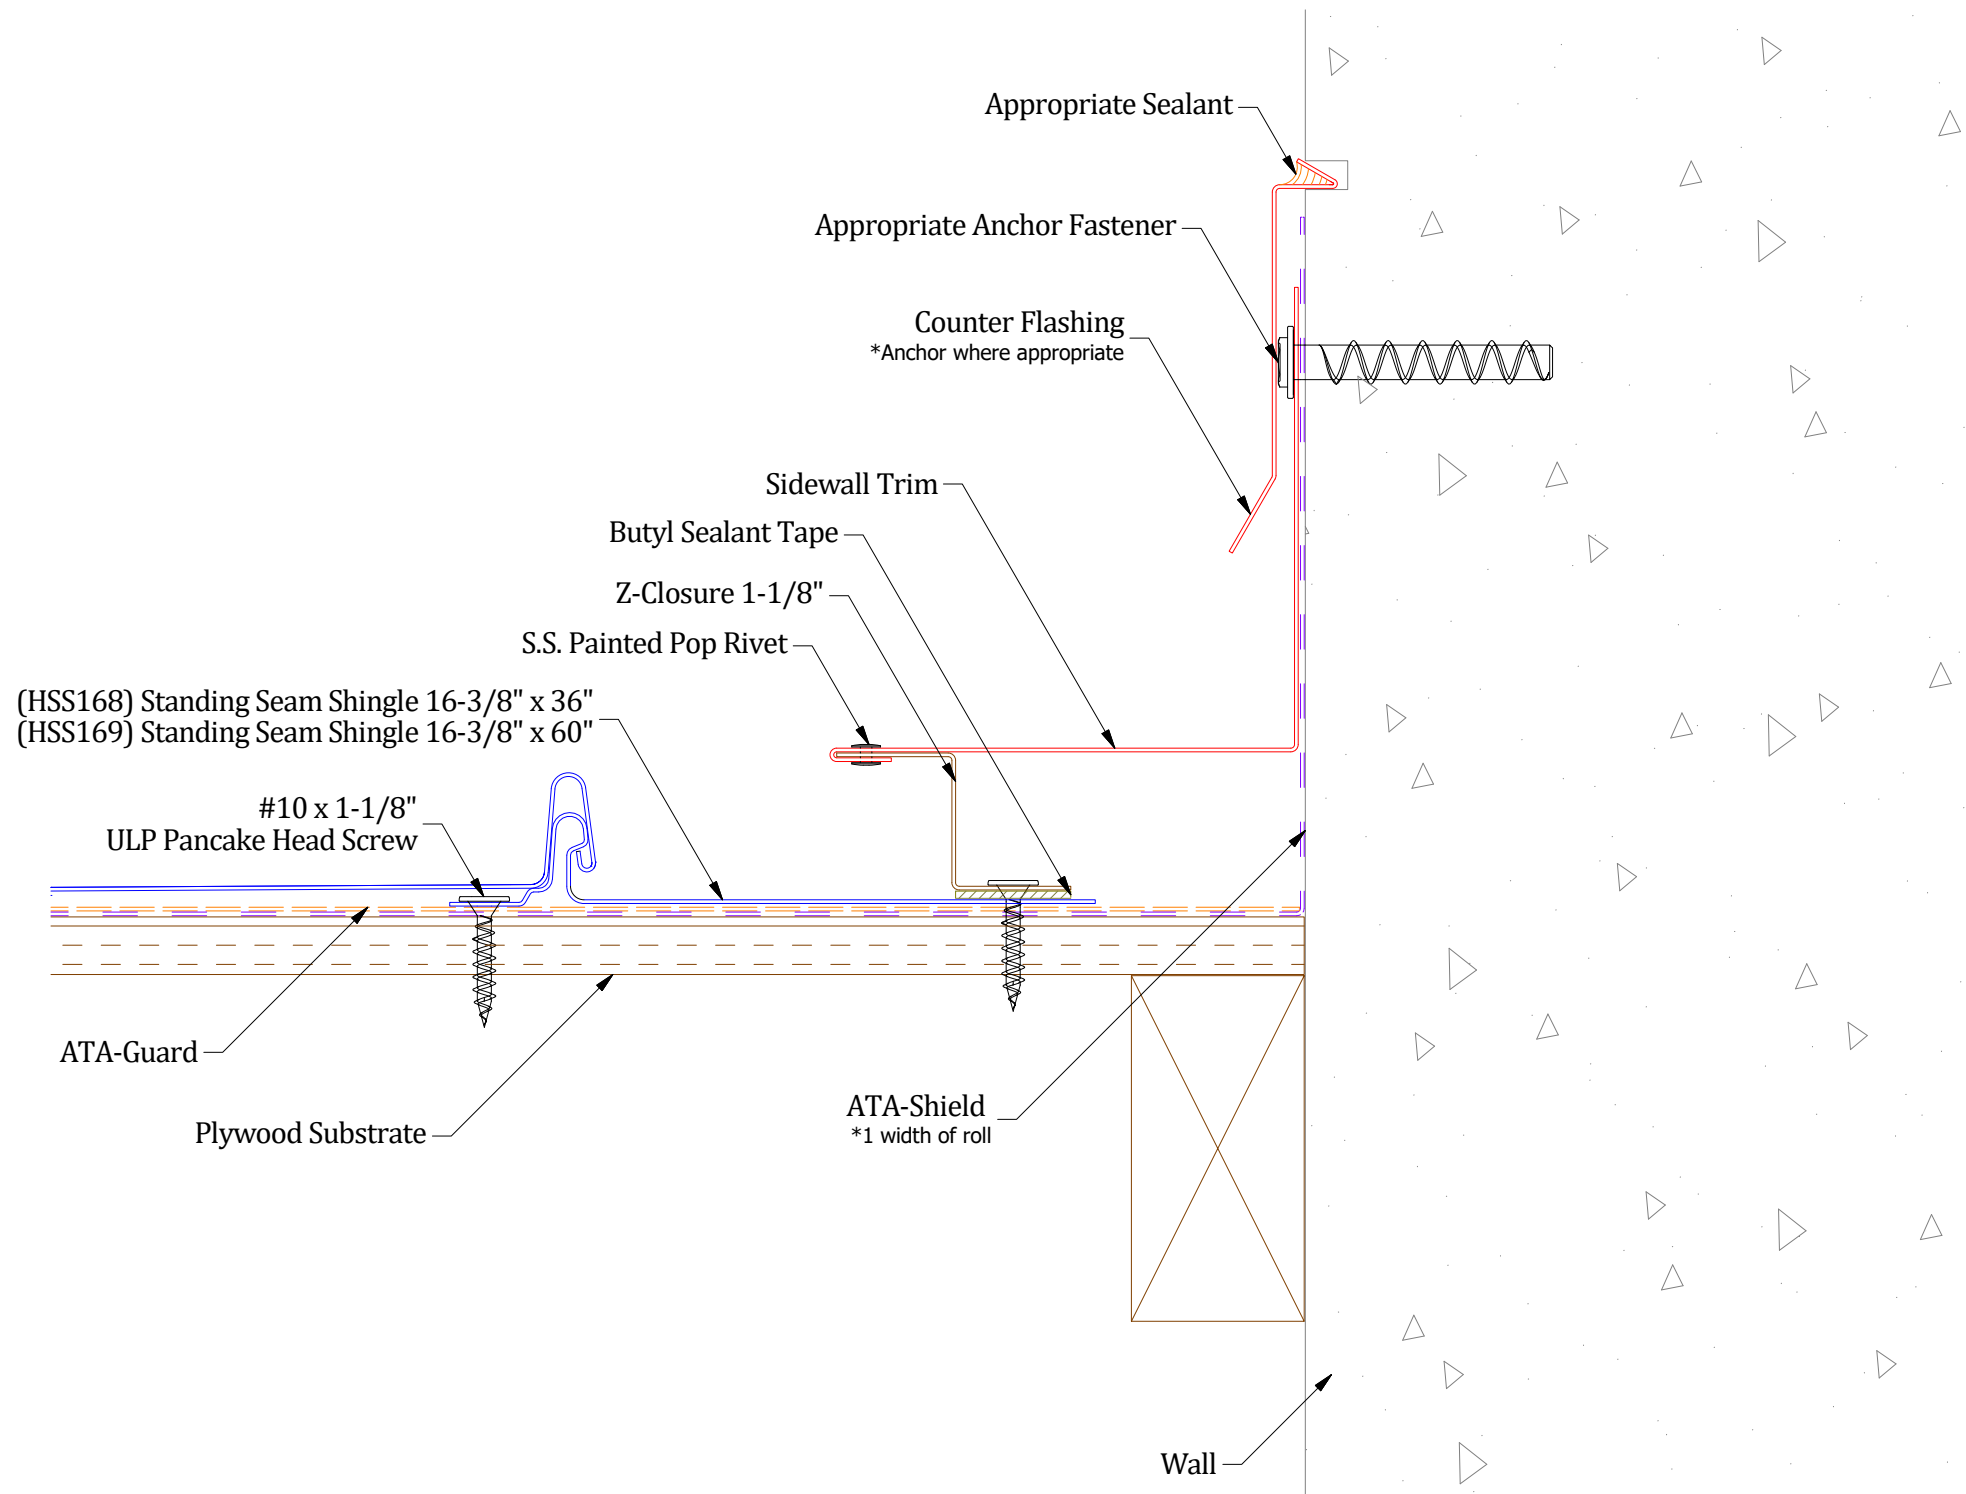 Appropriate Sealant
Appropriate Anchor Fastener
Counter Flashing
*Anchor where appropriate
Sidewall Trim
Butyl Sealant Tape
Z-Closure 1-1/8"
S.S. Painted Pop Rivet
(HSS168) Standing Seam Shingle 16-3/8" x 36"
(HSS169) Standing Seam Shingle 16-3/8" x 60"
#10 x 1-1/8"
ULP Pancake Head Screw
ATA-Guard
Plywood Substrate
ATA-Shield
*1 width of roll
Wall